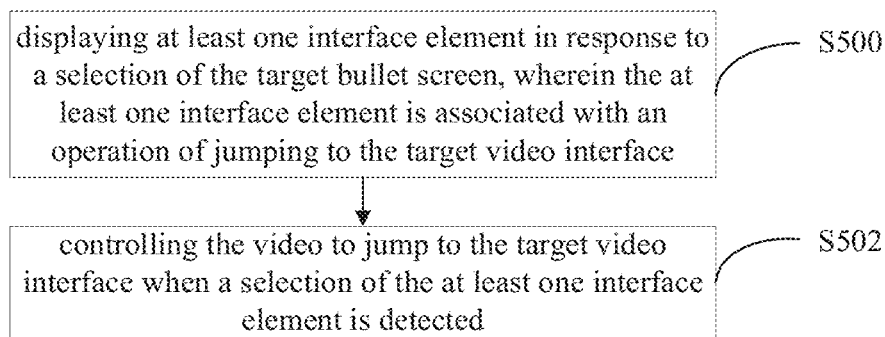 displaying at least one interface element in response to
a selection of the target bullet screen, wherein the at
least one interface element is associated with an
operation of jumping to the target video interface
S500
controlling the video to jump to the target video
interface when a selection of the at least one interface
element is detected
S502